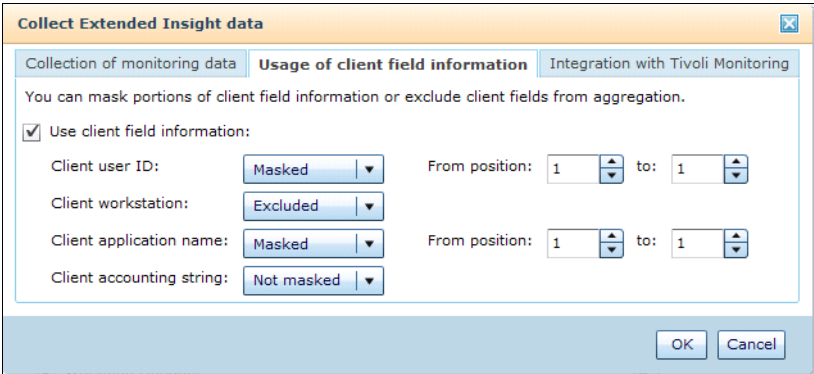 Collect Extended Insight data
Collection of monitoring data Usage of client field information Integration with Tivoli Monitoring
You can mask portions of client field information or exclude client fields from aggregation.
Use client field information:
Client user ID: Masked From position: 1 to: 1
Client workstation: Excluded
Client application name: Masked From position: 1 to: 1
Client accounting string: Not masked
OK Cancel